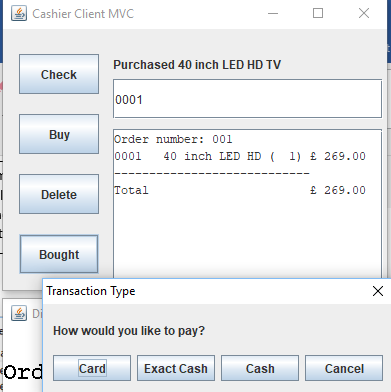 Cashier Client MVC
Check
Purchased 40 inch LED HD TV
0001
Buy
Order number: 001
0001   40 inch LED HD (  1) £ 269.00
----------------------------
Total                       £ 269.00
Delete
Bought
Transaction Type
Di
How would you like to pay?
Ord
Card
Exact Cash
Cash
Cancel